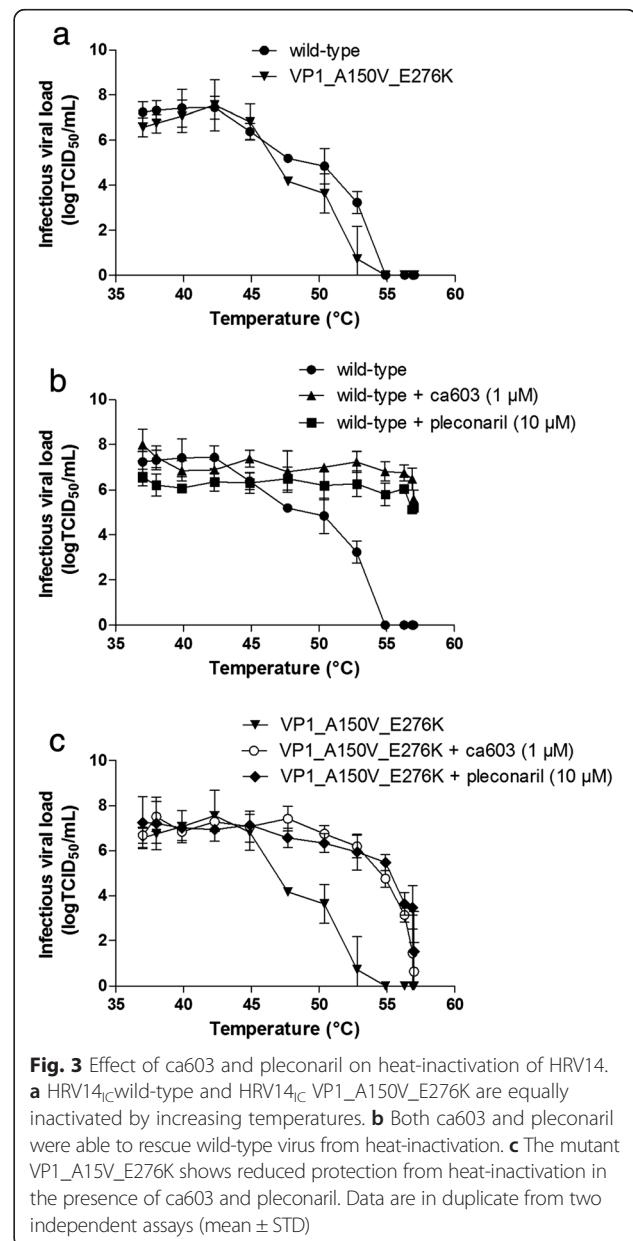 a
wild-type
VP1_A150V_E276K
Infectious viral load
(logTCID50/mL)
10
8
6
4
2
0
35 40 45 50 55 60
Temperature (°C)
b
wild-type
wild-type + ca603 (1 µM)
wild-type + pleconaril (10 µM)
Infectious viral load
(logTCID50/mL)
10
8
6
4
2
0
35 40 45 50 55 60
Temperature (°C)
c
VP1_A150V_E276K
VP1_A150V_E276K + ca603 (1 µM)
VP1_A150V_E276K + pleconaril (10 µM)
Infectious viral load
(logTCID50/mL)
10
8
6
4
2
0
35 40 45 50 55 60
Temperature (°C)
Fig. 3 Effect of ca603 and pleconaril on heat-inactivation of HRV14.
a HRV14ICwild-type and HRV14IC VP1_A150V_E276K are equally
inactivated by increasing temperatures. b Both ca603 and pleconaril
were able to rescue wild-type virus from heat-inactivation. c The mutant
VP1_A15V_E276K shows reduced protection from heat-inactivation in
the presence of ca603 and pleconaril. Data are in duplicate from two
independent assays (mean ± STD)